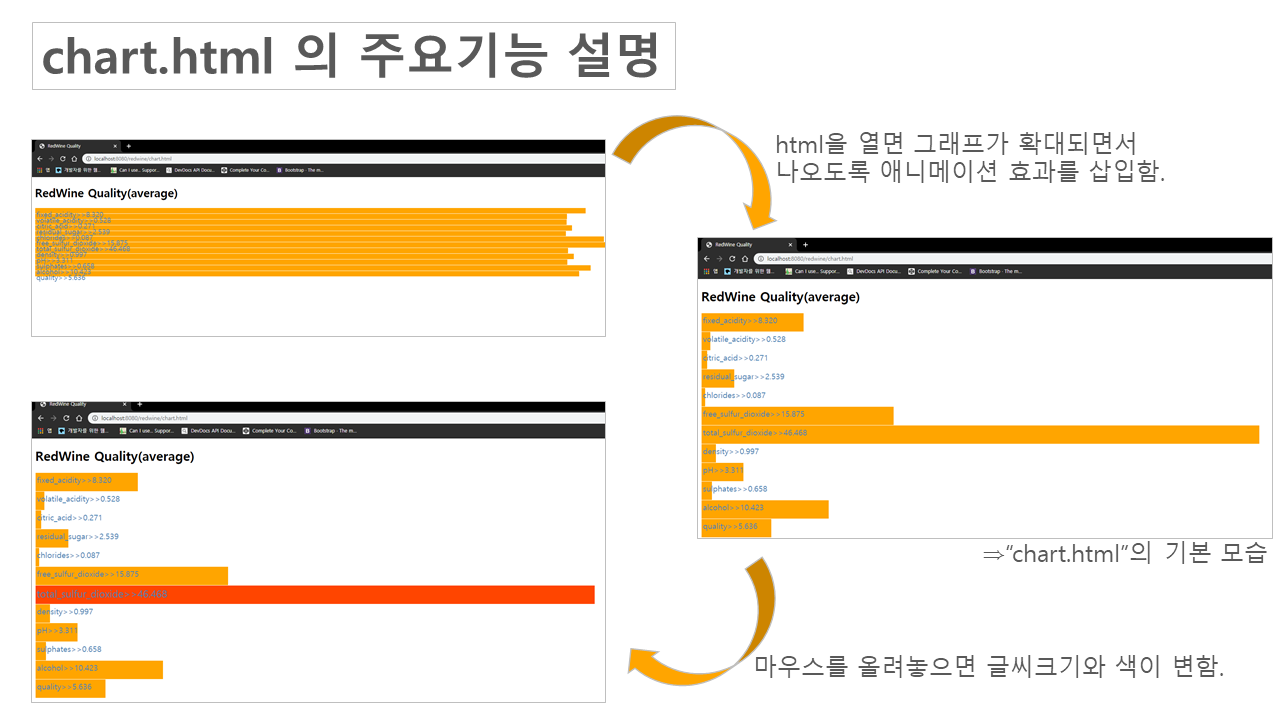 chart.html 의 주요기능 설명
RedWine Quality
localhost:8080/redwine/chart.html
앱 개발자를 위한 웹... Can I use... Suppor... DevDocs API Docu... Complete Your Co... Bootstrap · The m...
RedWine Quality(average)
fixed_acidity>>8.320
volatile_acidity>>0.528
citric_acid>>0.271
residual_sugar>>2.539
chlorides>>0.087
free_sulfur_dioxide>>15.875
total_sulfur_dioxide>>46.468
density>>0.997
pH>>3.311
sulphates>>0.658
alcohol>>10.423
quality>>5.636
html을 열면 그래프가 확대되면서
나오도록 애니메이션 효과를 삽입함.
RedWine Quality
localhost:8080/redwine/chart.html
앱 개발자를 위한 웹... Can I use... Suppor... DevDocs API Docu... Complete Your Co... Bootstrap · The m...
RedWine Quality(average)
fixed_acidity>>8.320
volatile_acidity>>0.528
citric_acid>>0.271
residual_sugar>>2.539
chlorides>>0.087
free_sulfur_dioxide>>15.875
total_sulfur_dioxide>>46.468
density>>0.997
pH>>3.311
sulphates>>0.658
alcohol>>10.423
quality>>5.636
⇒"chart.html"의 기본 모습
RedWine Quality
localhost:8080/redwine/chart.html
앱 개발자를 위한 웹... Can I use... Suppor... DevDocs API Docu... Complete Your Co... Bootstrap · The m...
RedWine Quality(average)
fixed_acidity>>8.320
volatile_acidity>>0.528
citric_acid>>0.271
residual_sugar>>2.539
chlorides>>0.087
free_sulfur_dioxide>>15.875
total_sulfur_dioxide>>46.468
density>>0.997
pH>>3.311
sulphates>>0.658
alcohol>>10.423
quality>>5.636
마우스를 올려놓으면 글씨크기와 색이 변함.